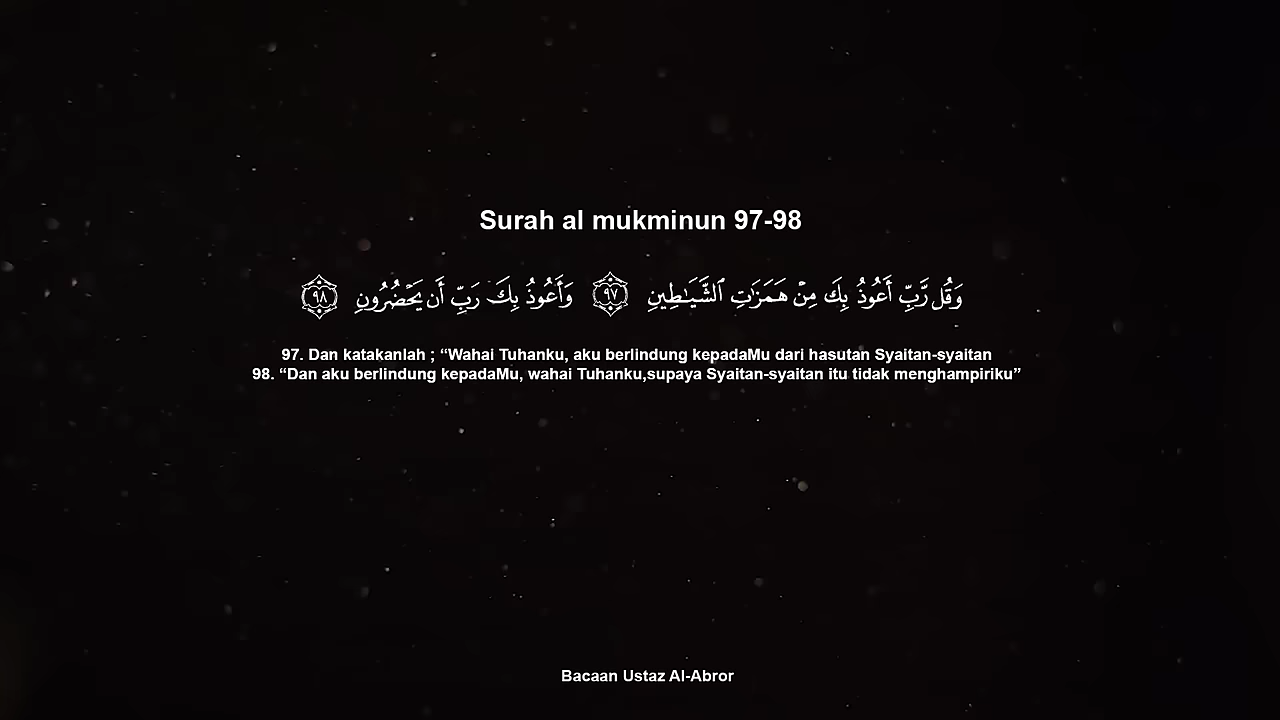 Surah al mukminun 97-98
وَقُل رَّبِّ أَعُوذُ بِكَ مِنْ هَمَزَٰتِ ٱلشَّيَـٰطِينِ ٩٧ وَأَعُوذُ بِكَ رَبِّ أَن يَحْضُرُونِ ٩٨
97. Dan katakanlah ; “Wahai Tuhanku, aku berlindung kepadaMu dari hasutan Syaitan-syaitan
98. “Dan aku berlindung kepadaMu, wahai Tuhanku,supaya Syaitan-syaitan itu tidak menghampiriku”
Bacaan Ustaz Al-Abror